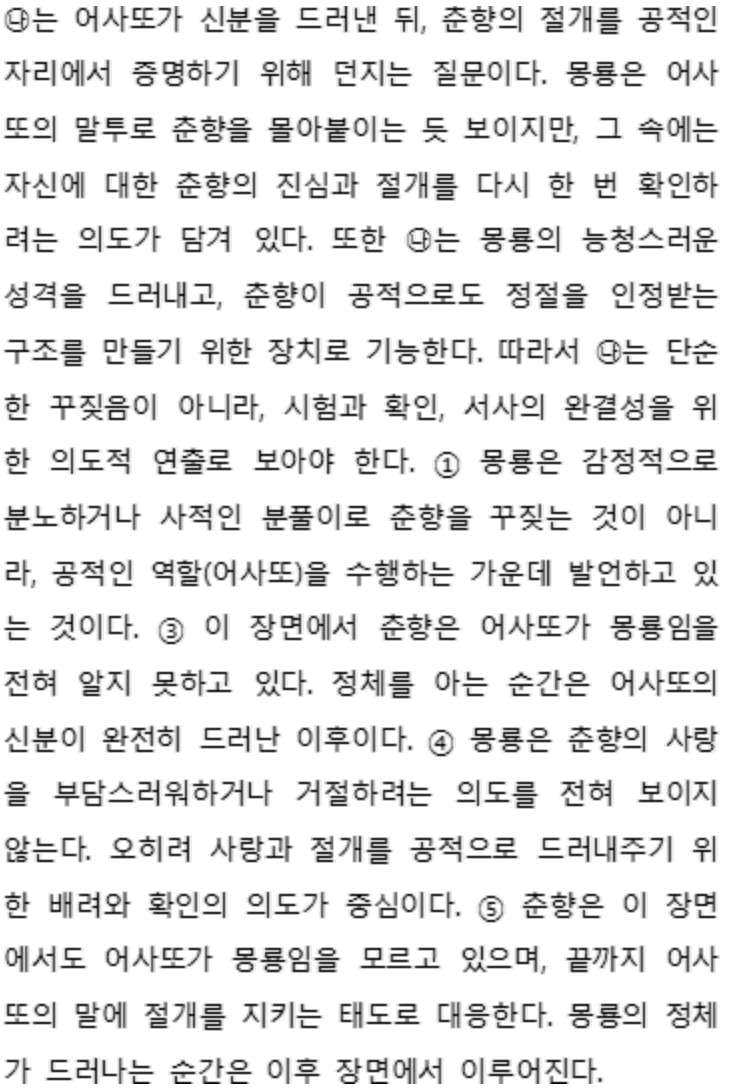 ㉯는 어사또가 신분을 드러낸 뒤, 춘향의 절개를 공적인
자리에서 증명하기 위해 던지는 질문이다. 몽룡은 어사
또의 말투로 춘향을 몰아붙이는 듯 보이지만, 그 속에는
자신에 대한 춘향의 진심과 절개를 다시 한 번 확인하
려는 의도가 담겨 있다. 또한 ㉯는 몽룡의 능청스러운
성격을 드러내고, 춘향이 공적으로도 정절을 인정받는
구조를 만들기 위한 장치로 기능한다. 따라서 ㉯는 단순
한 꾸짖음이 아니라, 시험과 확인, 서사의 완결성을 위
한 의도적 연출로 보아야 한다. ① 몽룡은 감정적으로
분노하거나 사적인 분풀이로 춘향을 꾸짖는 것이 아니
라, 공적인 역할(어사또)을 수행하는 가운데 발언하고 있
는 것이다. ③ 이 장면에서 춘향은 어사또가 몽룡임을
전혀 알지 못하고 있다. 정체를 아는 순간은 어사또의
신분이 완전히 드러난 이후이다. ④ 몽룡은 춘향의 사랑
을 부담스러워하거나 거절하려는 의도를 전혀 보이지
않는다. 오히려 사랑과 절개를 공적으로 드러내주기 위
한 배려와 확인의 의도가 중심이다. ⑤ 춘향은 이 장면
에서도 어사또가 몽룡임을 모르고 있으며, 끝까지 어사
또의 말에 절개를 지키는 태도로 대응한다. 몽룡의 정체
가 드러나는 순간은 이후 장면에서 이루어진다.